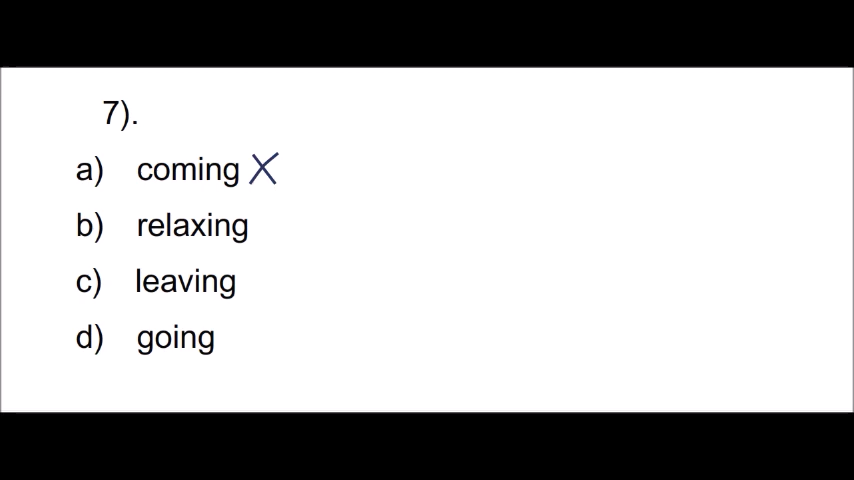 7).
a) coming X
b) relaxing
c) leaving
d) going